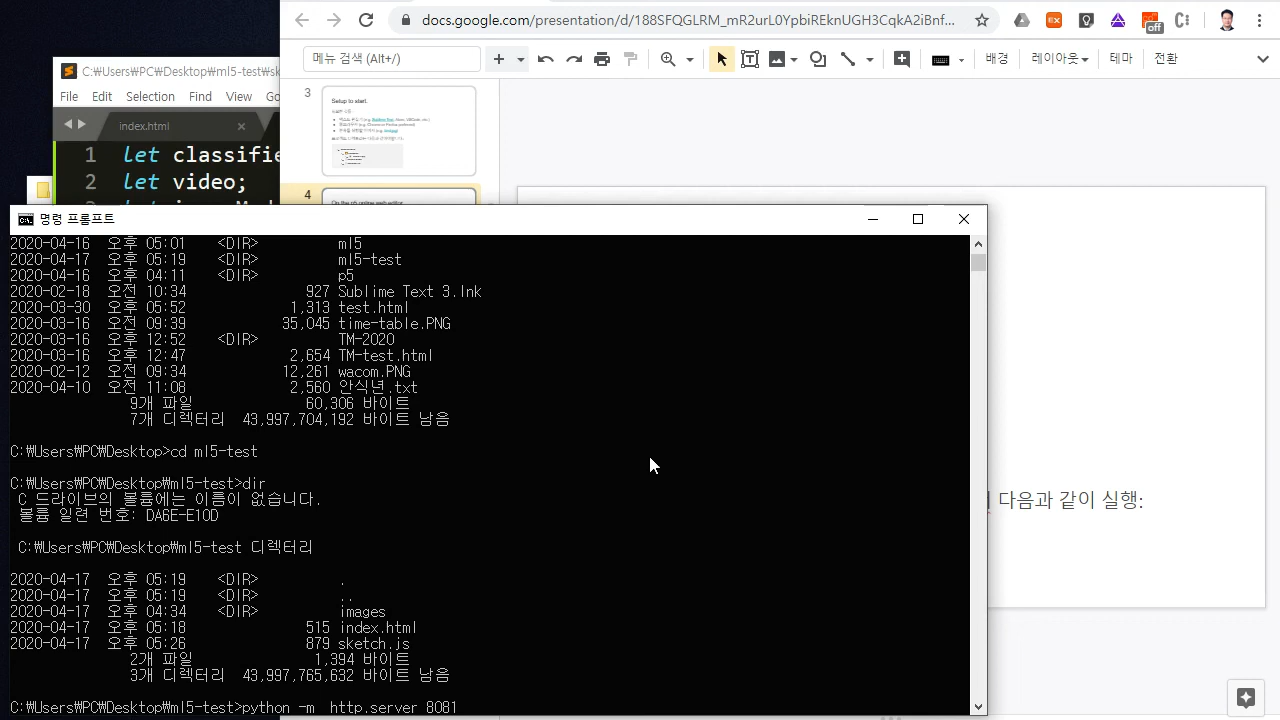 docs.google.com/presentation/d/188SFQGLRM_mR2uL0YpbiREknUGH3CqkA2iBnf...
off
메뉴 검색 (Alt+/)
배경
레이아웃
테마
전환
C:₩Users₩PC₩Desktop₩ml5-test₩sk
File Edit Selection Find View Go
index.html
1 let classifie
2 let video;
3
Setup to start.
4
On the p5 online web editor
다음과 같이 실행:
명령 프롬프트
2020-04-16 오후 05:01 <DIR> ml5
2020-04-17 오후 05:19 <DIR> ml5-test
2020-04-16 오후 04:11 <DIR> p5
2020-02-18 오전 10:34 927 Sublime Text 3.lnk
2020-03-30 오후 05:52 1,313 test.html
2020-03-16 오전 09:39 35,045 time-table.PNG
2020-03-16 오후 12:52 <DIR> TM-2020
2020-03-16 오후 12:47 2,654 TM-test.html
2020-02-12 오전 09:34 12,261 wacom.PNG
2020-04-10 오전 11:08 2,560 안식년.txt
9개 파일 60,306 바이트
7개 디렉터리 43,997,704,192 바이트 남음
C:₩Users₩PC₩Desktop>cd ml5-test
C:₩Users₩PC₩Desktop₩ml5-test>dir
C 드라이브의 볼륨에는 이름이 없습니다.
볼륨 일련 번호: DA6E-E10D
C:₩Users₩PC₩Desktop₩ml5-test 디렉터리
2020-04-17 오후 05:19 <DIR> .
2020-04-17 오후 05:19 <DIR> ..
2020-04-17 오후 04:34 <DIR> images
2020-04-17 오후 05:18 515 index.html
2020-04-17 오후 05:26 879 sketch.js
2개 파일 1,394 바이트
3개 디렉터리 43,997,765,632 바이트 남음
C:₩Users₩PC₩Desktop₩ml5-test>python -m http.server 8081